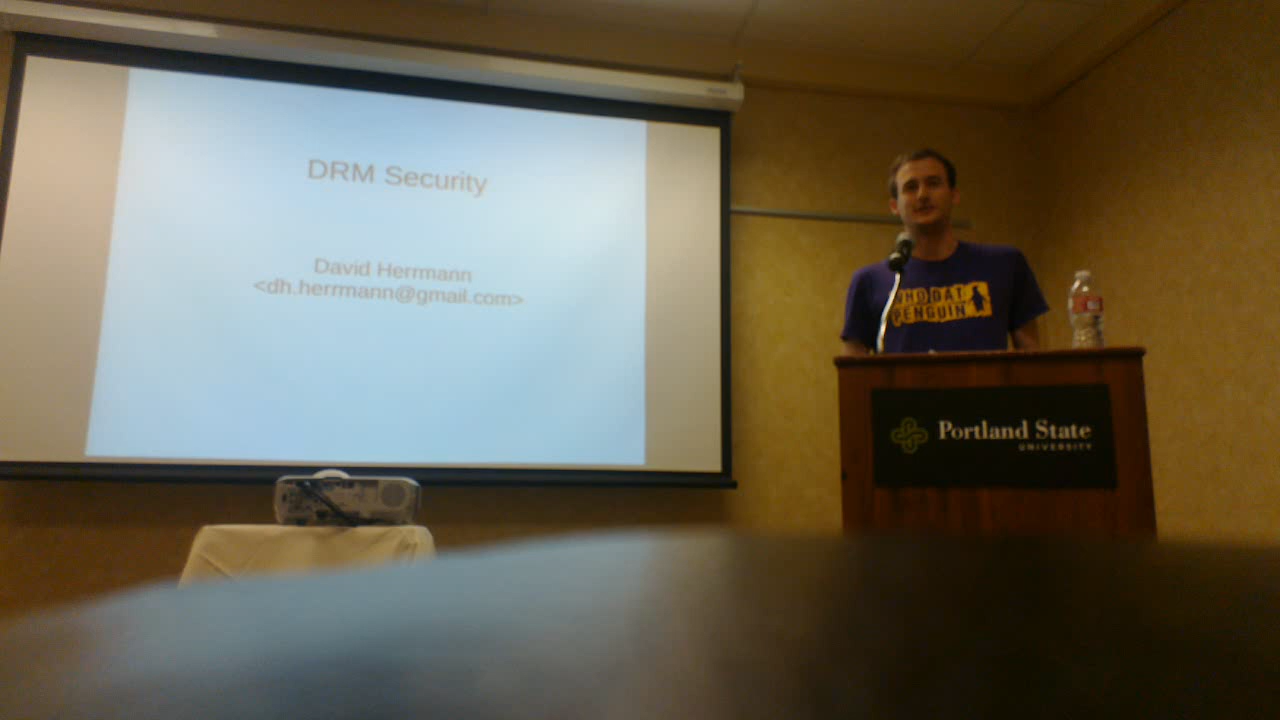 DRM Security
David Herrmann
<dh.herrmann@gmail.com>
WHO DAT
PENGUIN
Portland State
UNIVERSITY